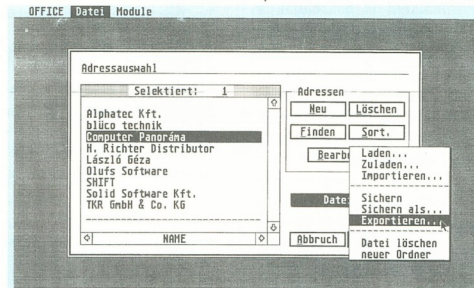 OFFICE Datei Module
Adressauswahl
Selektiert: 1
Alphatec Kft.
blüco technik
Computer Panoráma
H. Richter Distributor
László Géza
Olufs Software
SHIFT
Solid Software Kft.
TKR GmbH & Co. KG
NAME
Adressen
Neu Löschen
Finden Sort.
Bearbe
Date
Abbruch
Laden...
Zuladen...
Importieren...
Sichern
Sichern als...
Exportieren...
Datei löschen
neuer Ordner